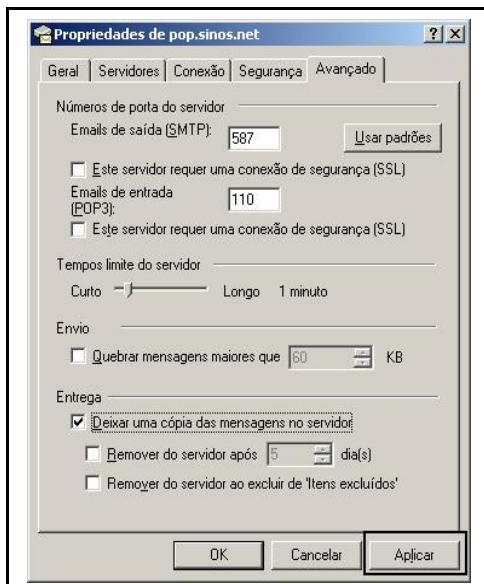 Propriedades de pop.sinos.net
Geral Servidores Conexão Segurança Avançado
Números de porta do servidor
Emails de saída (SMTP): 587 Usar padrões
Este servidor requer uma conexão de segurança (SSL)
Emails de entrada
(POP3): 110
Este servidor requer uma conexão de segurança (SSL)
Tempos limite do servidor
Curto Longo 1 minuto
Envio
Quebrar mensagens maiores que 60 KB
Entrega
Deixar uma cópia das mensagens no servidor
Remover do servidor após 5 dia(s)
Remover do servidor ao excluir de 'Itens excluídos'
OK Cancelar Aplicar